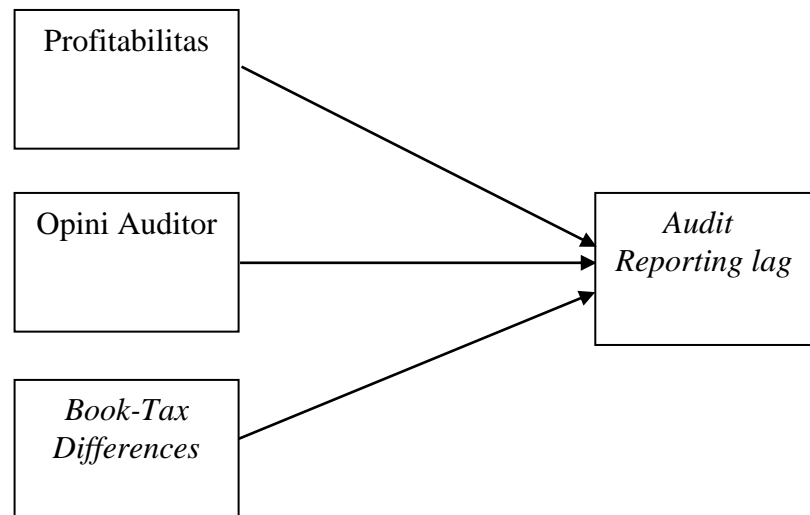 Profitabilitas
Opini Auditor
Audit
Reporting lag
Book-Tax
Differences